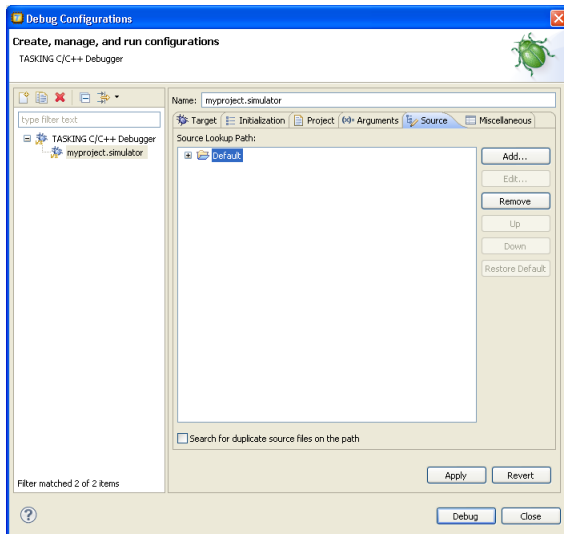 Debug Configurations
Create, manage, and run configurations
TASKING C/C++ Debugger
type filter text
TASKING C/C++ Debugger
myproject.simulator
Filter matched 2 of 2 items
Name: myproject.simulator
Target Initialization Project (x)= Arguments Source Miscellaneous
Source Lookup Path:
Default
Add...
Edit...
Remove
Up
Down
Restore Default
Search for duplicate source files on the path
Apply Revert
? Debug Close